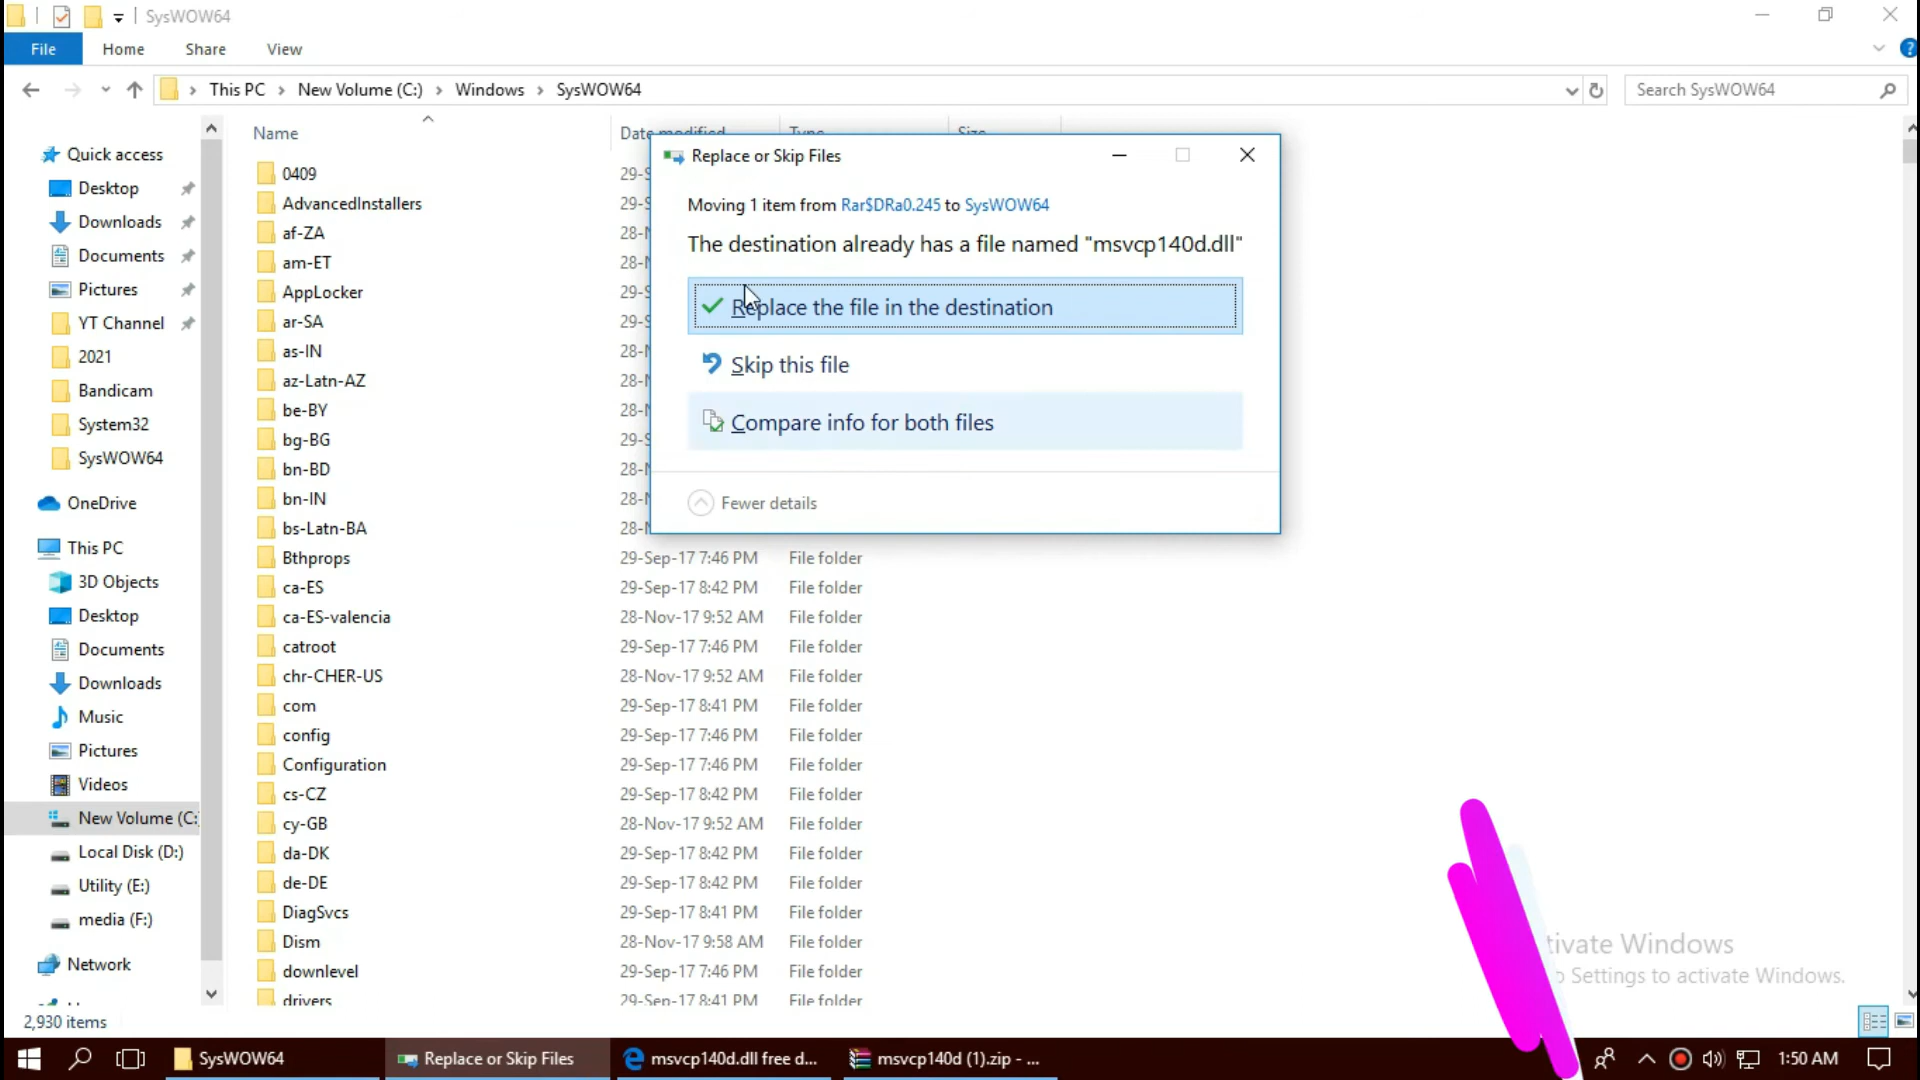 SysWOW64
File
Home
Share
View
?
This PC
New Volume (C:)
Windows
SysWOW64
Search SysWOW64
Quick access
Desktop
Downloads
Documents
Pictures
YT Channel
2021
Bandicam
System32
SysWOW64
OneDrive
This PC
3D Objects
Desktop
Documents
Downloads
Music
Pictures
Videos
New Volume (C:
Local Disk (D:)
Utility (E:)
media (F:)
Network
Name
Date modified
Type
Size
0409
AdvancedInstallers
af-ZA
am-ET
AppLocker
ar-SA
as-IN
az-Latn-AZ
be-BY
bg-BG
bn-BD
bn-IN
bs-Latn-BA
Bthprops 29-Sep-17 7:46 PM File folder
ca-ES 29-Sep-17 8:42 PM File folder
ca-ES-valencia 28-Nov-17 9:52 AM File folder
catroot 29-Sep-17 7:46 PM File folder
chr-CHER-US 28-Nov-17 9:52 AM File folder
com 29-Sep-17 8:41 PM File folder
config 29-Sep-17 7:46 PM File folder
Configuration 29-Sep-17 7:46 PM File folder
cs-CZ 29-Sep-17 8:42 PM File folder
cy-GB 28-Nov-17 9:52 AM File folder
da-DK 29-Sep-17 8:42 PM File folder
de-DE 29-Sep-17 8:42 PM File folder
DiagSvcs 29-Sep-17 8:41 PM File folder
Dism 28-Nov-17 9:58 AM File folder
downlevel 29-Sep-17 7:46 PM File folder
drivers 29-Sep-17 8:41 PM File folder
Replace or Skip Files
Moving 1 item from Rar$DRa0.245 to SysWOW64
The destination already has a file named "msvcp140d.dll"
Replace the file in the destination
Skip this file
Compare info for both files
Fewer details
tivate Windows
Settings to activate Windows.
2,930 items
SysWOW64
Replace or Skip Files
msvcp140d.dll free d...
msvcp140d (1).zip - ...
1:50 AM